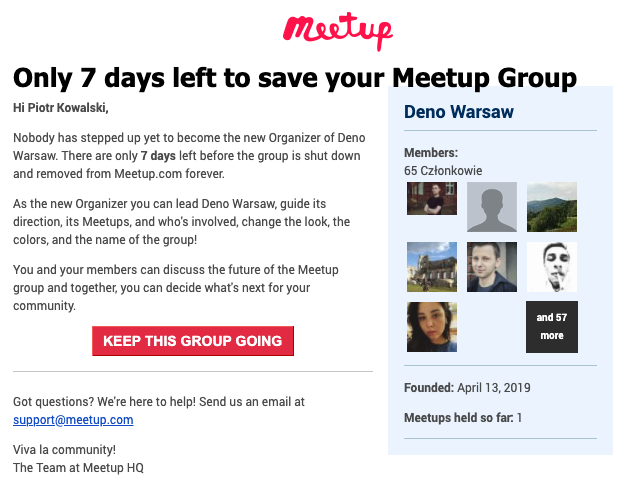 Meetup
Only 7 days left to save your Meetup Group
Hi Piotr Kowalski,
Nobody has stepped up yet to become the new Organizer of Deno
Warsaw. There are only 7 days left before the group is shut down
and removed from Meetup.com forever.
As the new Organizer you can lead Deno Warsaw, guide its
direction, its Meetups, and who's involved, change the look, the
colors, and the name of the group!
You and your members can discuss the future of the Meetup
group and together, you can decide what's next for your
community.
KEEP THIS GROUP GOING
Got questions? We're here to help! Send us an email at
support@meetup.com
Viva la community!
The Team at Meetup HQ
Deno Warsaw
Members:
65 Członkowie
and 57
more
Founded: April 13, 2019
Meetups held so far: 1